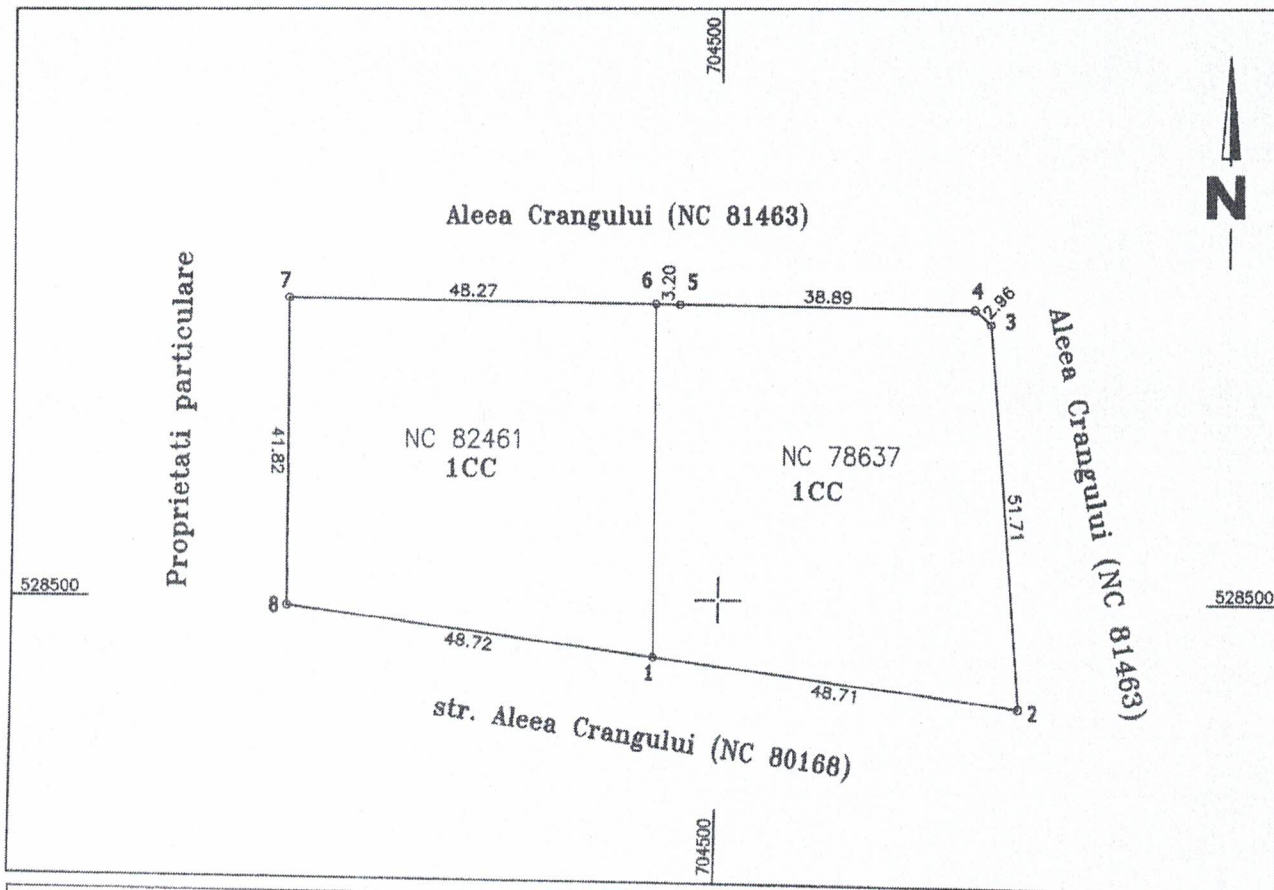 704500
N
Aleea Crangului (NC 81463)
7
48.27
6
3.20
5
38.89
4
2.96
3
Proprietati particulare
41.82
NC 82461
1CC
NC 78637
1CC
51.71
Aleea Crangului (NC 81463)
528500
528500
8
48.72
1
48.71
2
str. Aleea Crangului (NC 80168)
704500